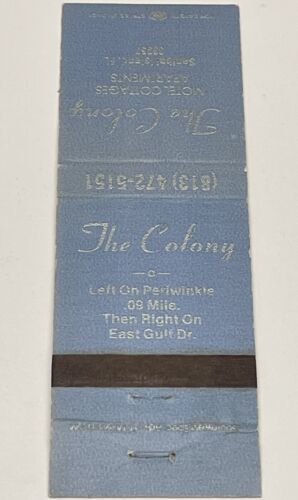 The Colony
MOTEL COTTAGES
APARTMENTS
Sanibel Island, FL
33957
(813) 472-5151
The Colony
Left On Periwinkle
.09 Mile.
Then Right On
East Gulf Dr.